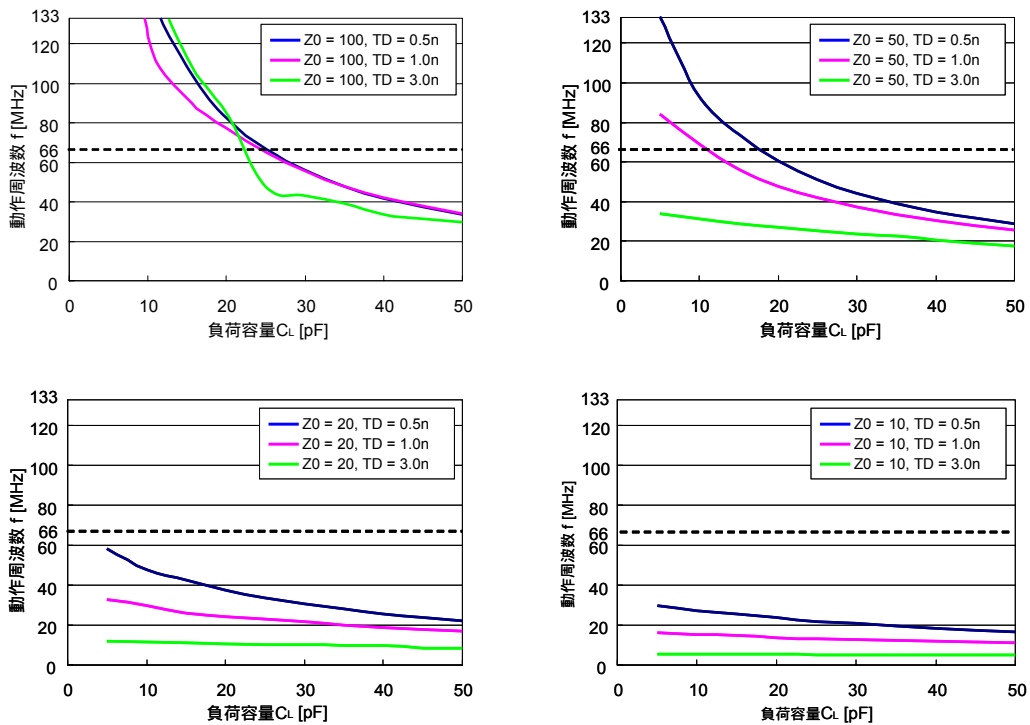 133
120
100
80
66
60
40
20
0
動作周波数 f [MHz]
Z0 = 100, TD = 0.5n
Z0 = 100, TD = 1.0n
Z0 = 100, TD = 3.0n
0 10 20 30 40 50
負荷容量CL [pF]
133
120
100
80
66
60
40
20
0
動作周波数 f [MHz]
Z0 = 50, TD = 0.5n
Z0 = 50, TD = 1.0n
Z0 = 50, TD = 3.0n
0 10 20 30 40 50
負荷容量CL [pF]
133
120
100
80
66
60
40
20
0
動作周波数 f [MHz]
Z0 = 20, TD = 0.5n
Z0 = 20, TD = 1.0n
Z0 = 20, TD = 3.0n
0 10 20 30 40 50
負荷容量CL [pF]
133
120
100
80
66
60
40
20
0
動作周波数 f [MHz]
Z0 = 10, TD = 0.5n
Z0 = 10, TD = 1.0n
Z0 = 10, TD = 3.0n
0 10 20 30 40 50
負荷容量CL [pF]